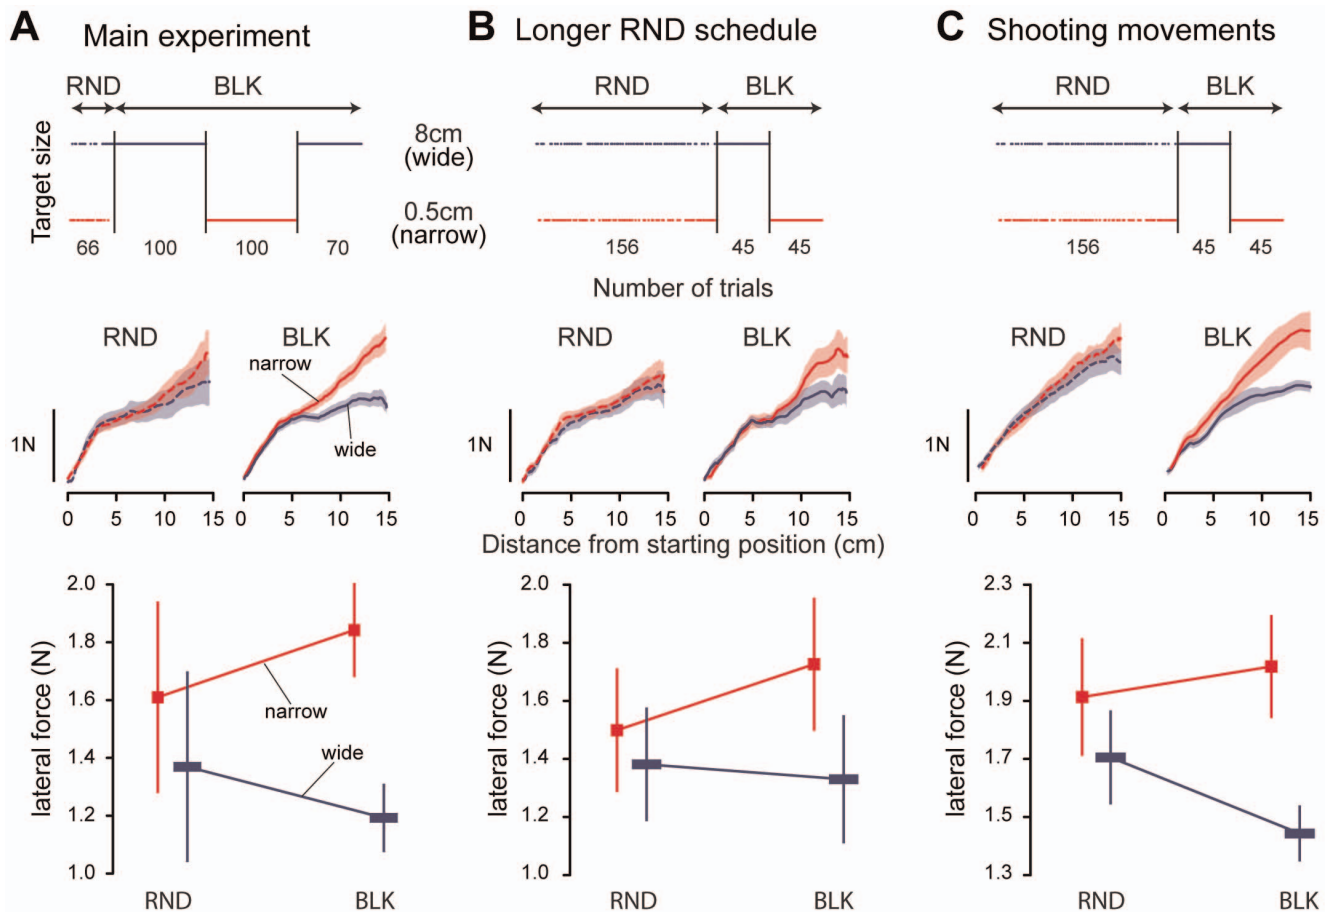 A Main experiment
B Longer RND schedule
C Shooting movements
RND BLK
RND BLK
RND BLK
Target size
8cm
(wide)
0.5cm
(narrow)
66 100 100 70
156 45 45
156 45 45
Number of trials
RND BLK
narrow
wide
1N
0 5 10 15 0 5 10 15
RND BLK
1N
0 5 10 15 0 5 10 15
RND BLK
1N
0 5 10 15 0 5 10 15
Distance from starting position (cm)
lateral force (N)
2.0
1.8
1.6
1.4
1.2
1.0
narrow
wide
RND BLK
lateral force (N)
2.0
1.8
1.6
1.4
1.2
1.0
RND BLK
lateral force (N)
2.3
2.1
1.9
1.7
1.5
1.3
RND BLK